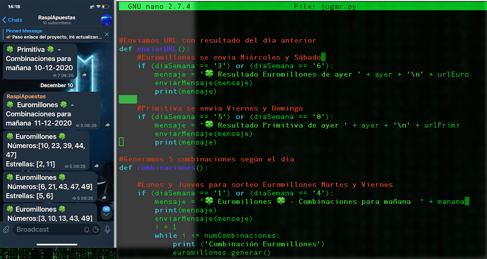 14:16
Chats
RaspiApuestas
10 subscribers
Pinned Message
Paso en el proyecto, iré actualizan...
🍀 Primitiva 🍀 -
Combinaciones para
mañana 10-12-2020
December 10
RaspiApuestas
🍀 Euromillones 🍀 -
Combinaciones para
mañana 11-12-2020
🍀 Euromillones 🍀
Números:[10, 23, 39, 44,
47]
Estrellas: [2, 11]
🍀 Euromillones 🍀
Números:[6, 21, 43, 47, 49]
Estrellas: [5, 6]
🍀 Euromillones 🍀
Números:[3, 10, 13, 43, 49]
Broadcast
GNU nano 2.7.4 File: jugar.py
#Enviamos URL con resultado del día anterior
def enviarURL():
#Euromillones se envia Miércoles y Sábado
if (diaSemana == '3') or (diaSemana == '6'):
mensaje = '🍀 Resultado Euromillones de ayer ' + ayer + '\n' + urlEuro
enviarMensaje(mensaje)
print(mensaje)
#Primitiva se envia Viernes y Domingo
if (diaSemana == '5') or (diaSemana == '0'):
mensaje = '🍀 Resultado Primitiva de ayer ' + ayer + '\n' + urlPrimi
enviarMensaje(mensaje)
print(mensaje)
#Generamos 5 combinaciones según el día
def combinaciones():
#Lunes y Jueves para sorteo Euromillones Martes y Viernes
if (diaSemana == '1') or (diaSemana == '4'):
mensaje = '🍀 Euromillones 🍀 - Combinaciones para mañana ' + manana
print(mensaje)
enviarMensaje(mensaje)
i = 1
while i <= numCombinaciones:
print ('Combinación Euromillones')
euromillones.generar()